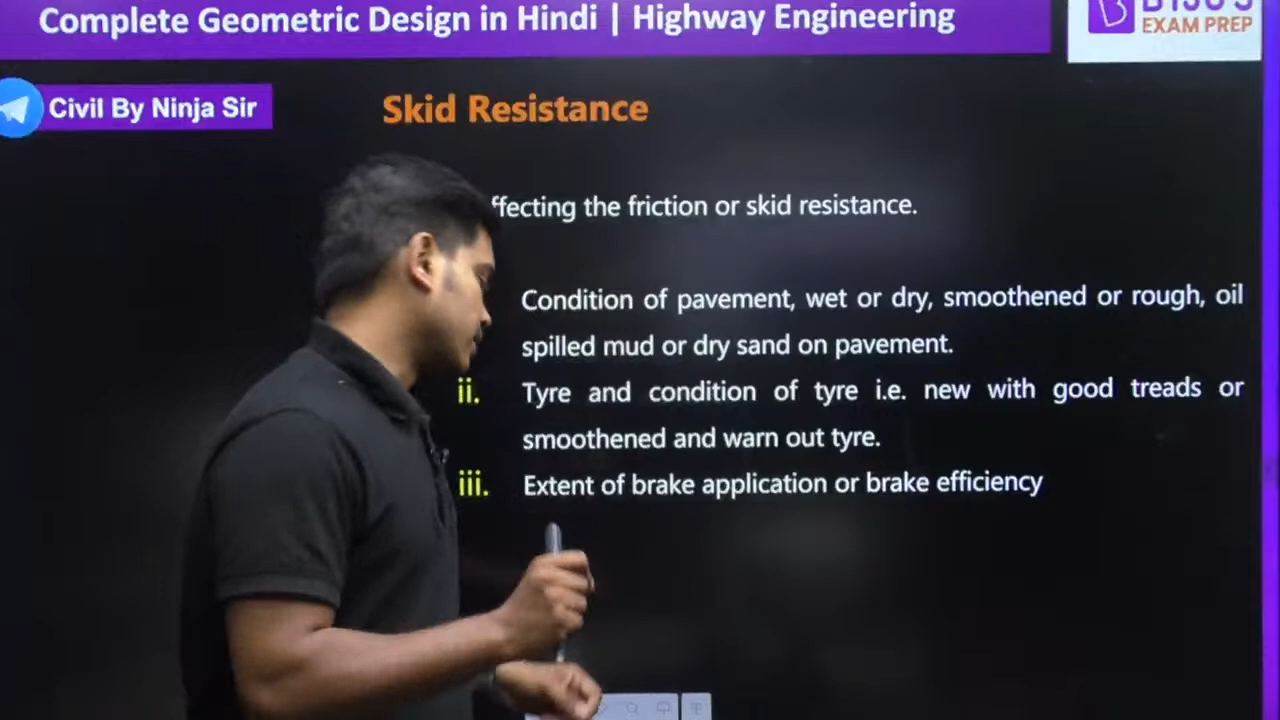 Complete Geometric Design in Hindi | Highway Engineering
EXAM PREP
Civil By Ninja Sir
Skid Resistance
ffecting the friction or skid resistance.
Condition of pavement, wet or dry, smoothened or rough, oil
spilled mud or dry sand on pavement.
ii. Tyre and condition of tyre i.e. new with good treads or
smoothened and warn out tyre.
iii. Extent of brake application or brake efficiency